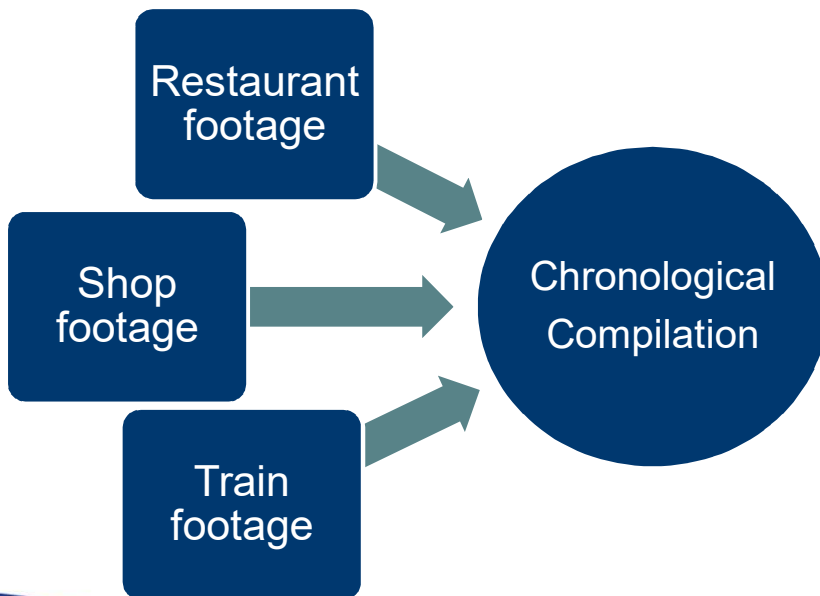 Restaurant
footage
Shop
footage
Train
footage
Chronological
Compilation